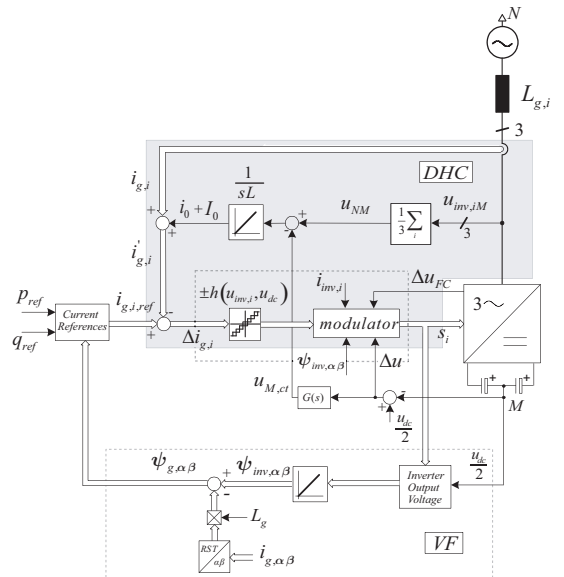 N
L_{g,i}
3
DHC
i_{g,i}
1/sL
i_0 + I_0
u_{NM}
1/3 Σ_i
u_{inv,iM}
3
i'_{g,i}
±h(u_{inv,i}, u_{dc})
i_{inv,i}
Δu_{FC}
p_{ref}
q_{ref}
Current References
i_{g,i,ref}
Δi_{g,i}
modulator
s_i
3~
ψ_{inv,αβ}
Δu
u_{M,ct}
G(s)
u_{dc}/2
M
ψ_{g,αβ}
ψ_{inv,αβ}
Inverter Output Voltage
u_{dc}/2
L_g
RST/αβ
i_{g,αβ}
VF